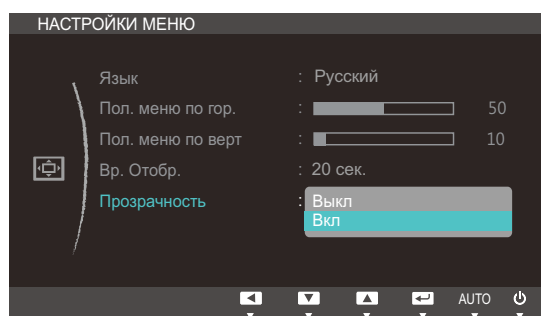 НАСТРОЙКИ МЕНЮ
Язык : Русский
Пол. меню по гор. : 50
Пол. меню по верт : 10
Вр. Отобр. : 20 сек.
Прозрачность : Выкл
Вкл
AUTO